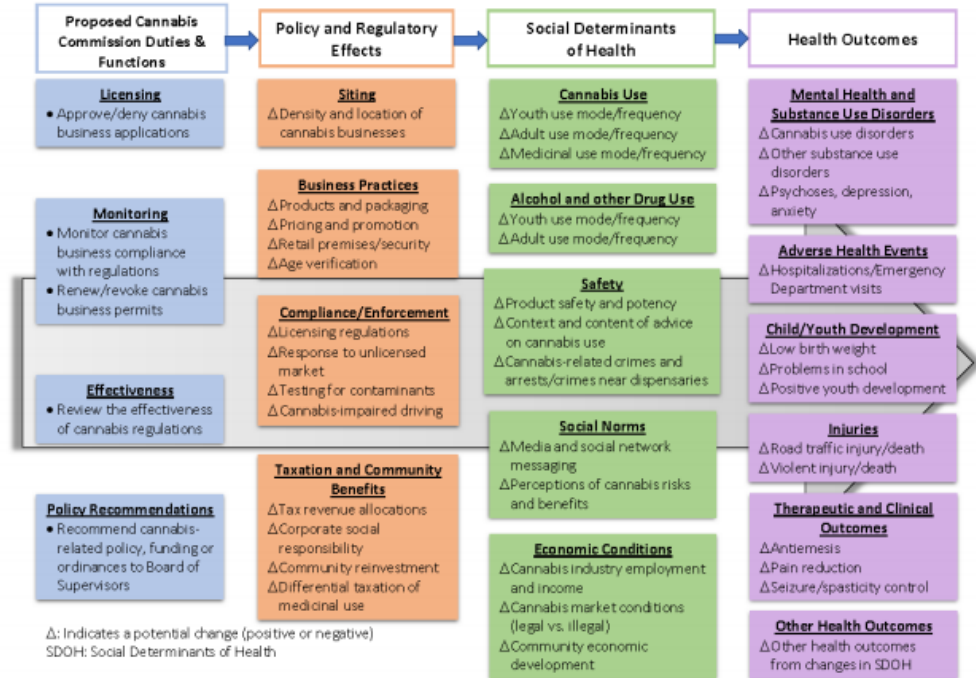 Proposed Cannabis
Commission Duties &
Functions
Policy and Regulatory
Effects
Social Determinants
of Health
Health Outcomes
Licensing
• Approve/deny cannabis
business applications
Monitoring
• Monitor cannabis
business compliance
with regulations
• Renew/revoke cannabis
business permits
Effectiveness
• Review the effectiveness
of cannabis regulations
Policy Recommendations
• Recommend cannabis-
related policy, funding or
ordinances to Board of
Supervisors
Siting
ΔDensity and location of
cannabis businesses
Business Practices
ΔProducts and packaging
ΔPricing and promotion
ΔRetail premises/security
ΔAge verification
Compliance/Enforcement
ΔLicensing regulations
ΔResponse to unlicensed
market
ΔTesting for contaminants
ΔCannabis-impaired driving
Taxation and Community
Benefits
ΔTax revenue allocations
ΔCorporate social
responsibility
ΔCommunity reinvestment
ΔDifferential taxation of
medicinal use
Cannabis Use
ΔYouth use mode/frequency
ΔAdult use mode/frequency
ΔMedicinal use mode/frequency
Alcohol and other Drug Use
ΔYouth use mode/frequency
ΔAdult use mode/frequency
Safety
ΔProduct safety and potency
ΔContext and content of advice
on cannabis use
ΔCannabis-related crimes and
arrests/crimes near dispensaries
Social Norms
ΔMedia and social network
messaging
ΔPerceptions of cannabis risks
and benefits
Economic Conditions
ΔCannabis industry employment
and income
ΔCannabis market conditions
(legal vs. illegal)
ΔCommunity economic
development
Mental Health and
Substance Use Disorders
ΔCannabis use disorders
ΔOther substance use
disorders
ΔPsychoses, depression,
anxiety
Adverse Health Events
ΔHospitalizations/Emergency
Department visits
Child/Youth Development
ΔLow birth weight
ΔProblems in school
ΔPositive youth development
Injuries
ΔRoad traffic injury/death
ΔViolent injury/death
Therapeutic and Clinical
Outcomes
ΔAntiemesis
ΔPain reduction
ΔSeizure/spasticity control
Other Health Outcomes
ΔOther health outcomes
from changes in SDOH
Δ: Indicates a potential change (positive or negative)
SDOH: Social Determinants of Health